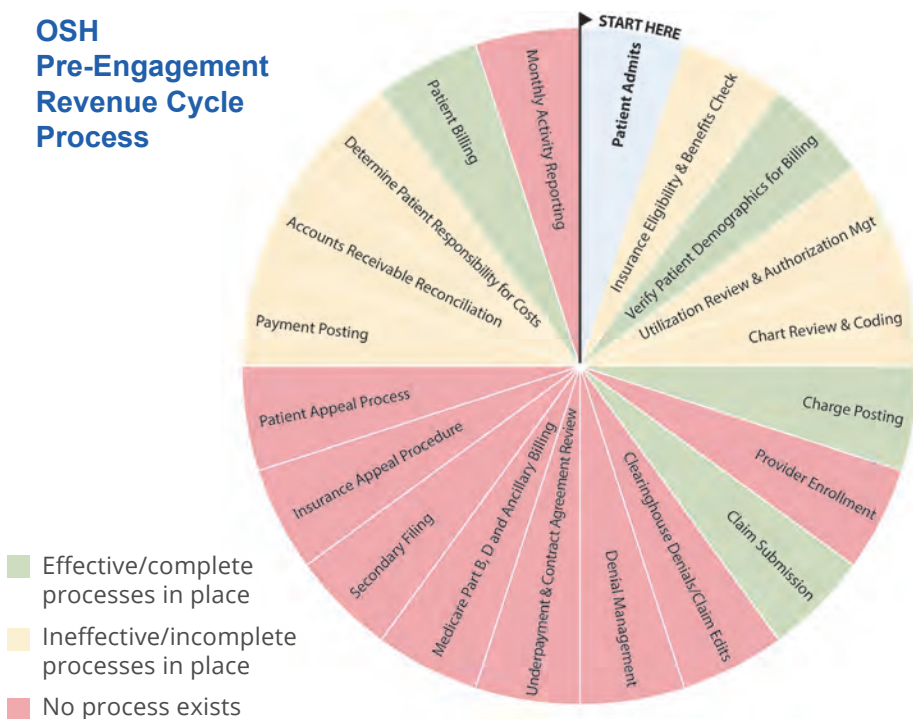 OSH
Pre-Engagement
Revenue Cycle
Process
START HERE
Patient Admits
Insurance Eligibility & Benefits Check
Verify Patient Demographics for Billing
Utilization Review & Authorization Mgt
Chart Review & Coding
Charge Posting
Provider Enrollment
Claim Submission
Clearinghouse Denials/Claim Edits
Denial Management
Underpayment & Contract Agreement Review
Medicare Part B, D and Ancillary Billing
Secondary Filing
Insurance Appeal Procedure
Patient Appeal Process
Payment Posting
Accounts Receivable Reconciliation
Determine Patient Responsibility for Costs
Patient Billing
Monthly Activity Reporting
Effective/complete
processes in place
Ineffective/incomplete
processes in place
No process exists